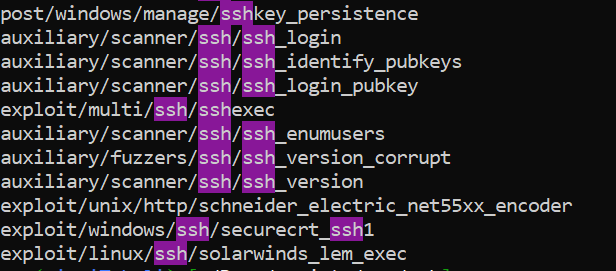 post/windows/manage/sshkey_persistence
auxiliary/scanner/ssh/ssh_login
auxiliary/scanner/ssh/ssh_identify_pubkeys
auxiliary/scanner/ssh/ssh_login_pubkey
exploit/multi/ssh/sshexec
auxiliary/scanner/ssh/ssh_enumusers
auxiliary/fuzzers/ssh/ssh_version_corrupt
auxiliary/scanner/ssh/ssh_version
exploit/unix/http/schneider_electric_net55xx_encoder
exploit/windows/ssh/securecrt_ssh1
exploit/linux/ssh/solarwinds_lem_exec